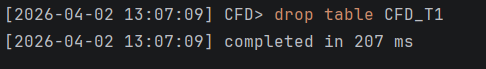 [2026-04-02 13:07:09] CFD> drop table CFD_T1
[2026-04-02 13:07:09] completed in 207 ms